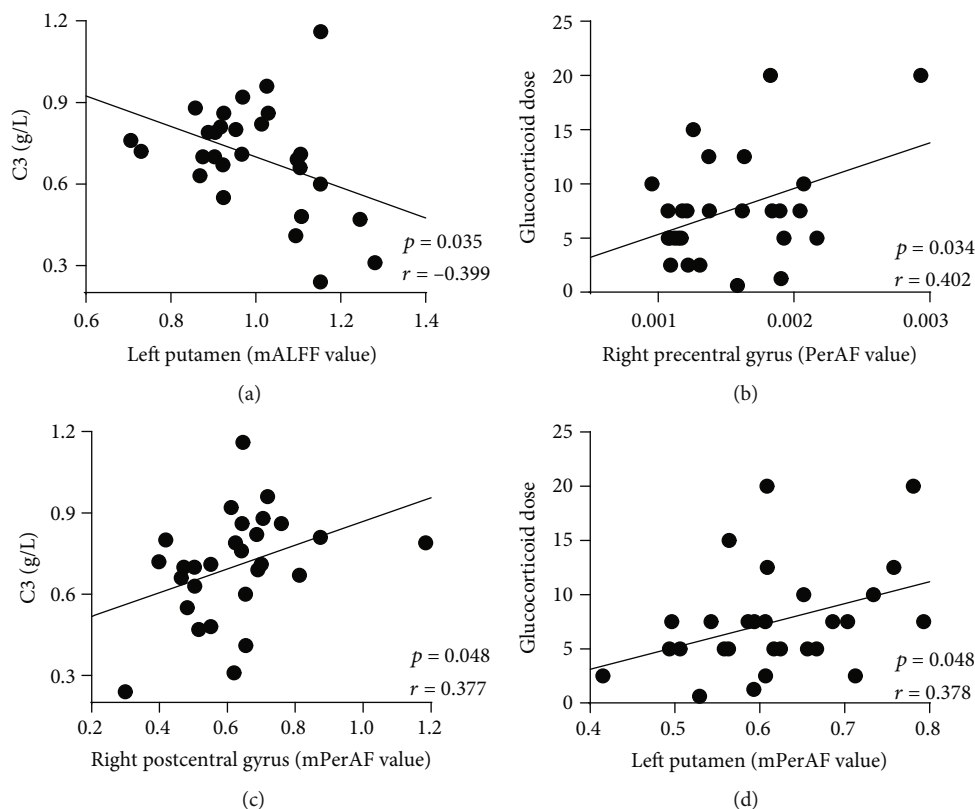 1.2
0.9
0.6
0.3
C3 (g/L)
p = 0.035
r = –0.399
0.6
0.8
1.0
1.2
1.4
Left putamen (mALFF value)
(a)
25
20
15
10
5
0
Glucocorticoid dose
p = 0.034
r = 0.402
0.001
0.002
0.003
Right precentral gyrus (PerAF value)
(b)
1.2
0.9
0.6
0.3
C3 (g/L)
p = 0.048
r = 0.377
0.2
0.4
0.6
0.8
1.0
1.2
Right postcentral gyrus (mPerAF value)
(c)
25
20
15
10
5
0
Glucocorticoid dose
p = 0.048
r = 0.378
0.4
0.5
0.6
0.7
0.8
Left putamen (mPerAF value)
(d)